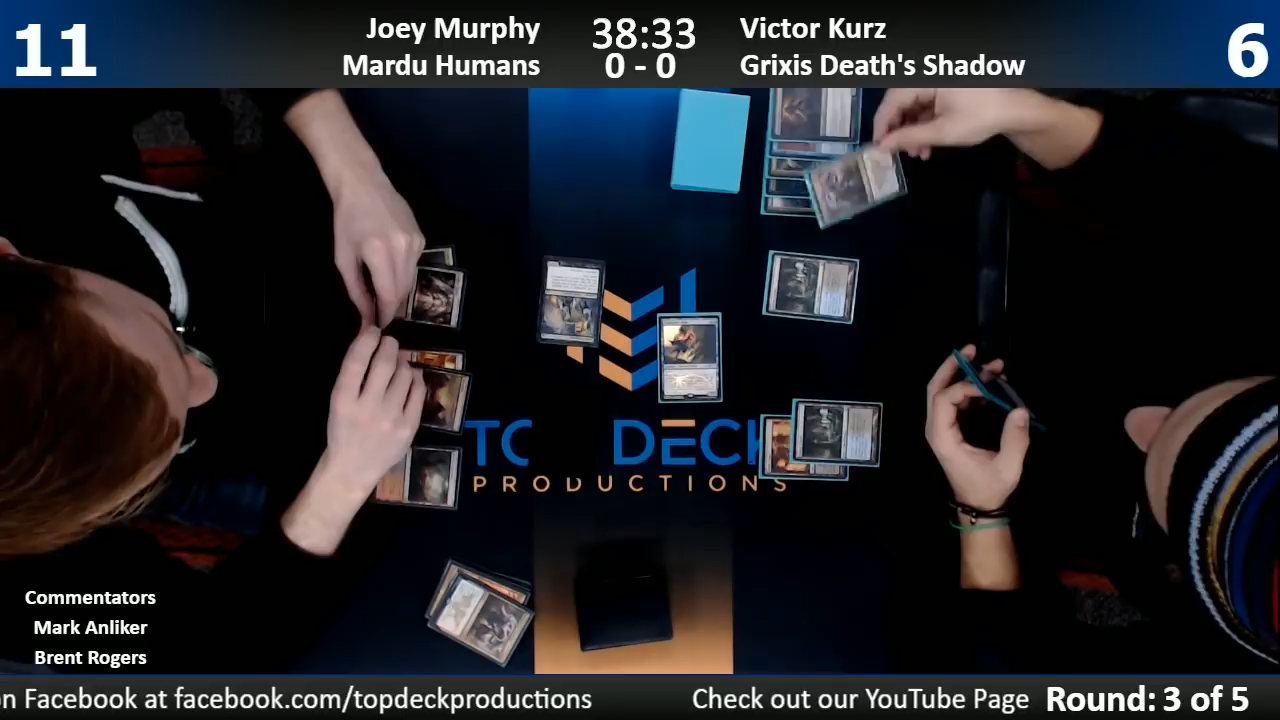 11
Joey Murphy
Mardu Humans
38:33
0 - 0
Victor Kurz
Grixis Death's Shadow
6
TO DECK
PRODUCTIONS
Commentators
Mark Anliker
Brent Rogers
on Facebook at facebook.com/topdeckproductions
Check out our YouTube Page
Round: 3 of 5